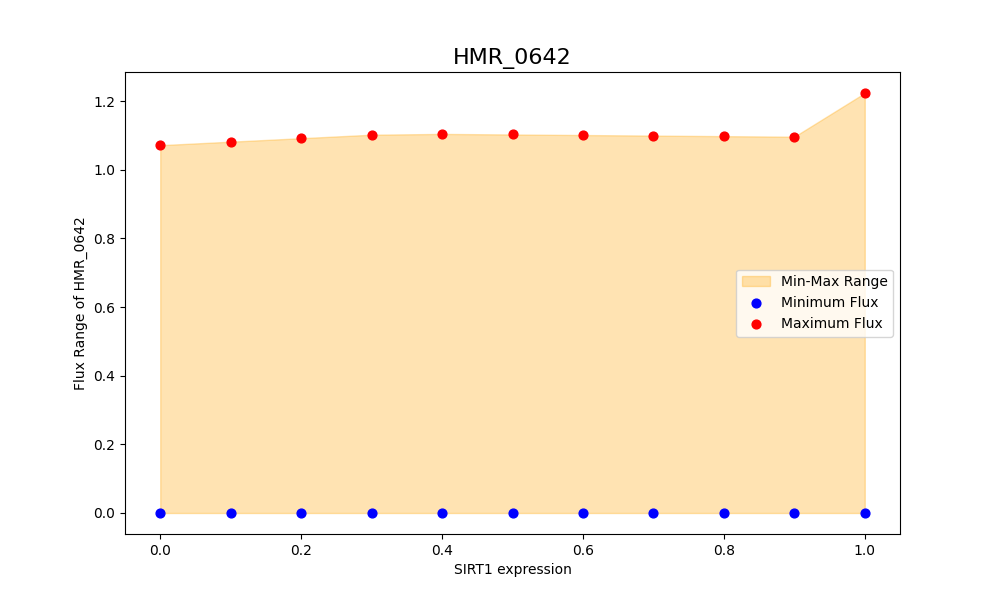 HMR_0642
1.2
1.0
0.8
0.6
0.4
0.2
0.0
Flux Range of HMR_0642
Min-Max Range
Minimum Flux
Maximum Flux
0.0 0.2 0.4 0.6 0.8 1.0
SIRT1 expression